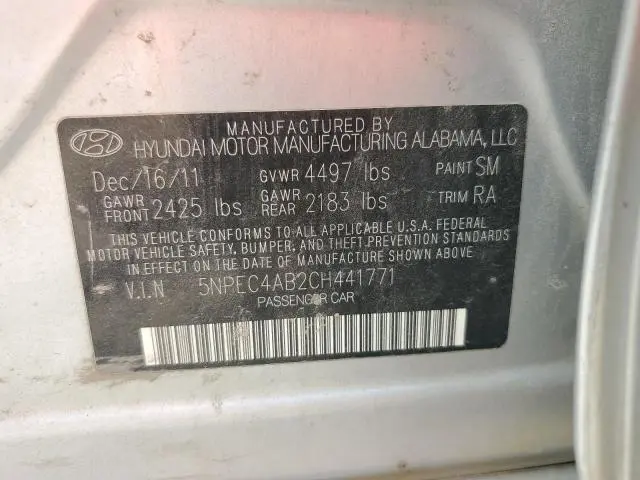 MANUFACTURED BY
HYUNDAI MOTOR MANUFACTURING ALABAMA, LLC
Dec/16/11 GVWR 4497 lbs PAINT SM
GAWR FRONT 2425 lbs GAWR REAR 2183 lbs TRIM RA
THIS VEHICLE CONFORMS TO ALL APPLICABLE U.S.A. FEDERAL
MOTOR VEHICLE SAFETY, BUMPER, AND THEFT PREVENTION STANDARDS
IN EFFECT ON THE DATE OF MANUFACTURE SHOWN ABOVE.
V.I.N 5NPEC4AB2CH441771
PASSENGER CAR